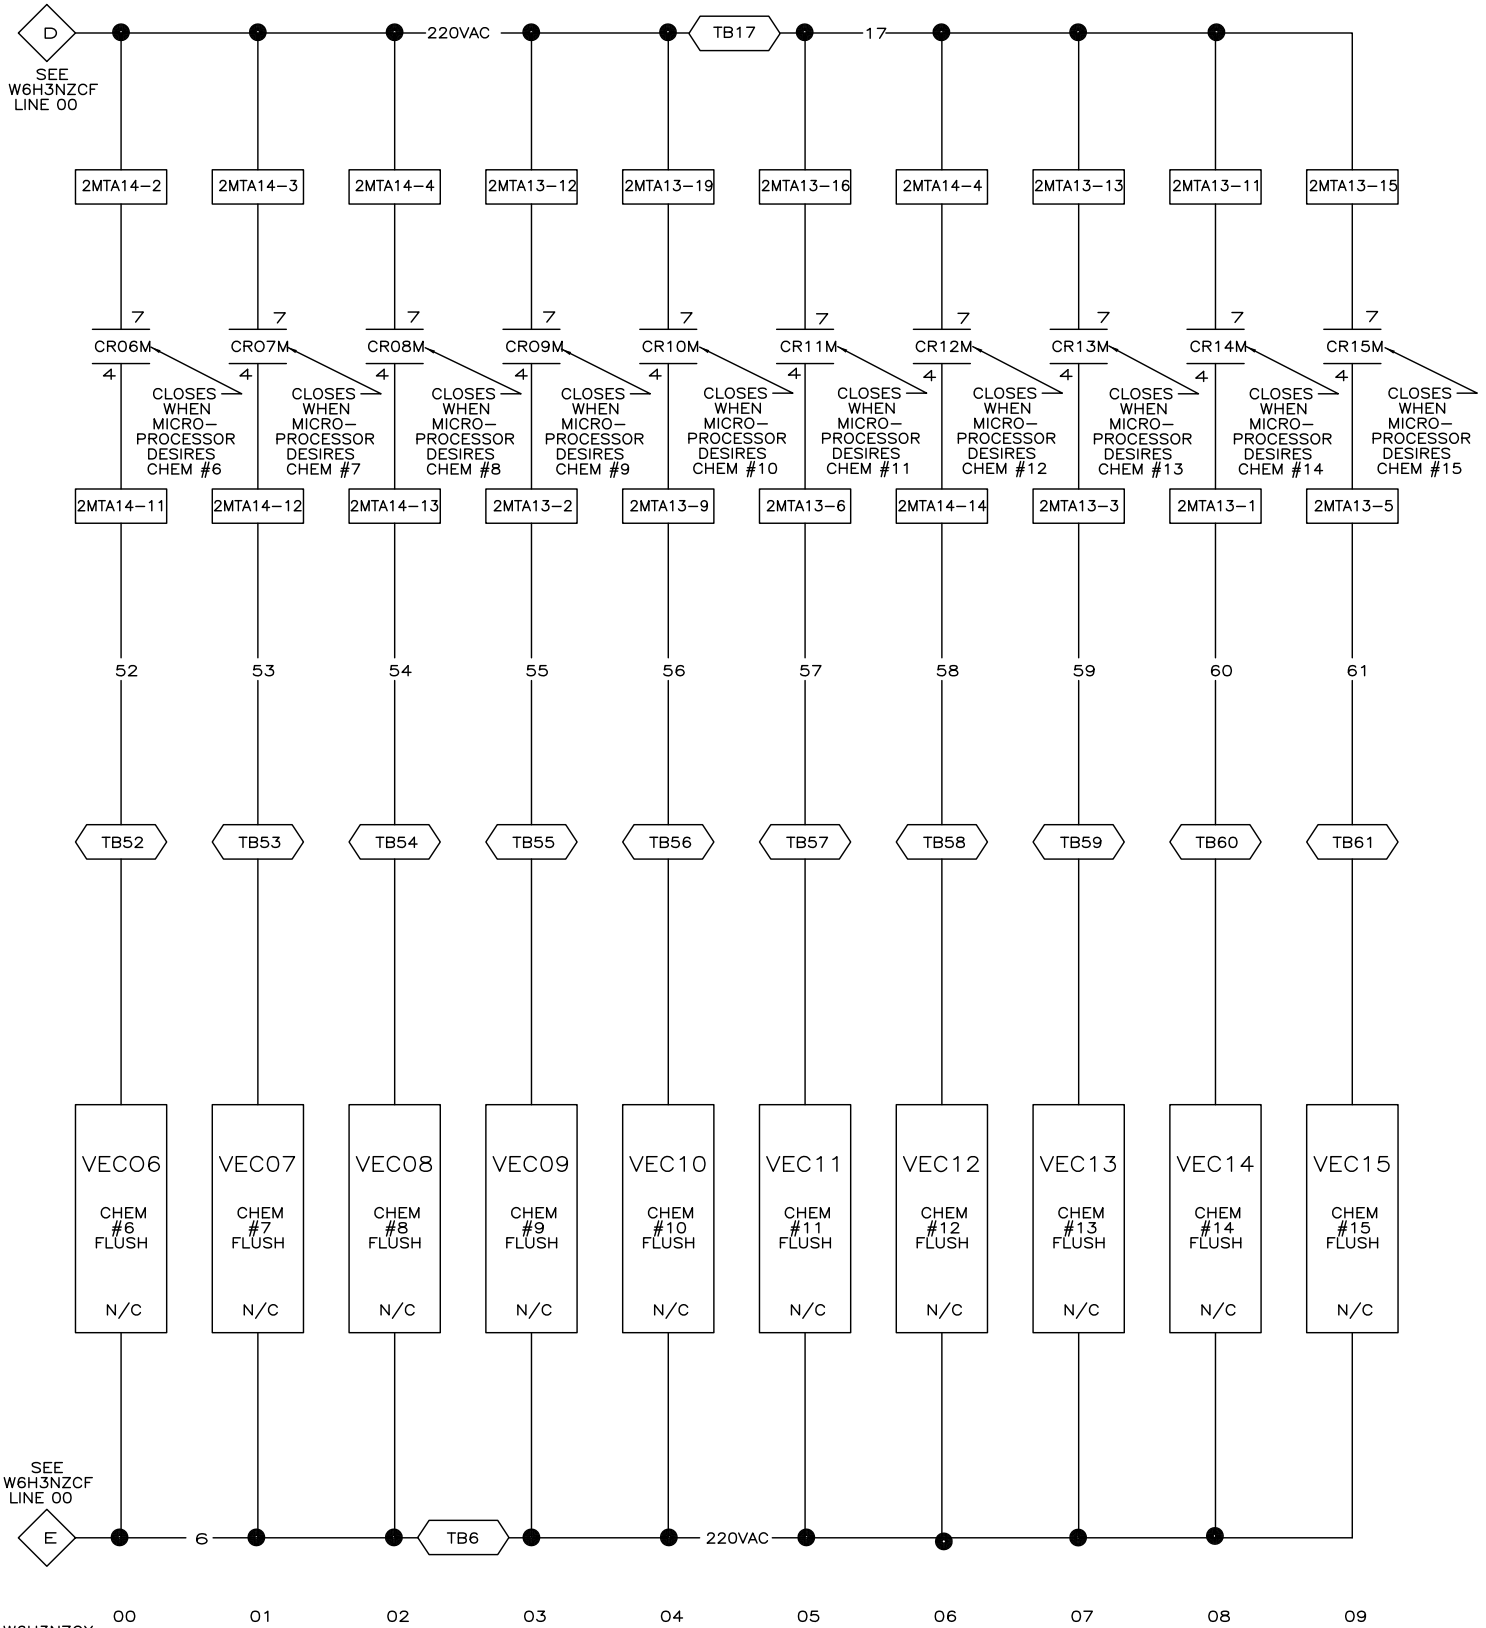 D
220VAC
TB17
17
SEE
W6H3NZCF
LINE 00
2MTA14-2
2MTA14-3
2MTA14-4
2MTA13-12
2MTA13-19
2MTA13-16
2MTA14-4
2MTA13-13
2MTA13-11
2MTA13-15
7
7
7
7
7
7
7
7
7
7
CR06M
CR07M
CR08M
CR09M
CR10M
CR11M
CR12M
CR13M
CR14M
CR15M
4
4
4
4
4
4
4
4
4
4
CLOSES
WHEN
MICRO-
PROCESSOR
DESIRES
CHEM #6
CLOSES
WHEN
MICRO-
PROCESSOR
DESIRES
CHEM #7
CLOSES
WHEN
MICRO-
PROCESSOR
DESIRES
CHEM #8
CLOSES
WHEN
MICRO-
PROCESSOR
DESIRES
CHEM #9
CLOSES
WHEN
MICRO-
PROCESSOR
DESIRES
CHEM #10
CLOSES
WHEN
MICRO-
PROCESSOR
DESIRES
CHEM #11
CLOSES
WHEN
MICRO-
PROCESSOR
DESIRES
CHEM #12
CLOSES
WHEN
MICRO-
PROCESSOR
DESIRES
CHEM #13
CLOSES
WHEN
MICRO-
PROCESSOR
DESIRES
CHEM #14
CLOSES
WHEN
MICRO-
PROCESSOR
DESIRES
CHEM #15
2MTA14-11
2MTA14-12
2MTA14-13
2MTA13-2
2MTA13-9
2MTA13-6
2MTA14-14
2MTA13-3
2MTA13-1
2MTA13-5
52
53
54
55
56
57
58
59
60
61
TB52
TB53
TB54
TB55
TB56
TB57
TB58
TB59
TB60
TB61
VECO6
CHEM
#6
FLUSH
N/C
VEC07
CHEM
#7
FLUSH
N/C
VEC08
CHEM
#8
FLUSH
N/C
VEC09
CHEM
#9
FLUSH
N/C
VEC10
CHEM
#10
FLUSH
N/C
VEC11
CHEM
#11
FLUSH
N/C
VEC12
CHEM
#12
FLUSH
N/C
VEC13
CHEM
#13
FLUSH
N/C
VEC14
CHEM
#14
FLUSH
N/C
VEC15
CHEM
#15
FLUSH
N/C
SEE
W6H3NZCF
LINE 00
E
6
TB6
220VAC
00
01
02
03
04
05
06
07
08
09